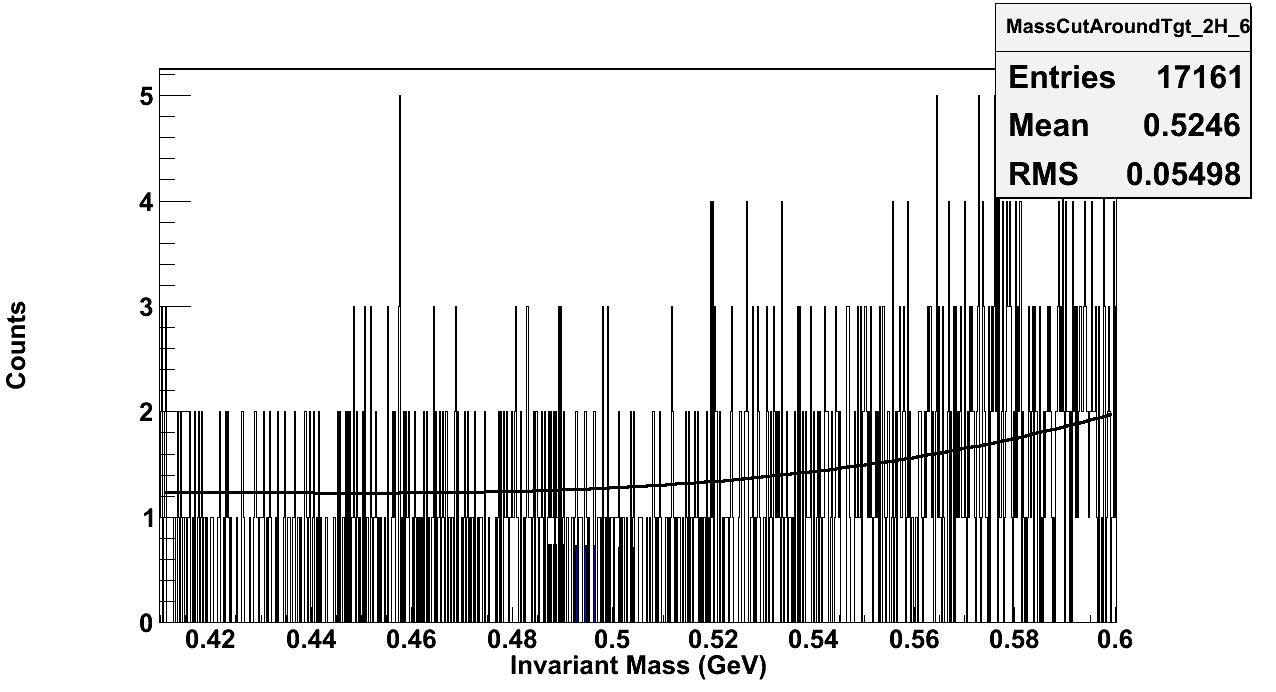 MassCutAroundTgt_2H_6
Entries 17161
Mean 0.5246
RMS 0.05498
5
4
3
2
1
0
Counts
0.42 0.44 0.46 0.48 0.5 0.52 0.54 0.56 0.58 0.6
Invariant Mass (GeV)